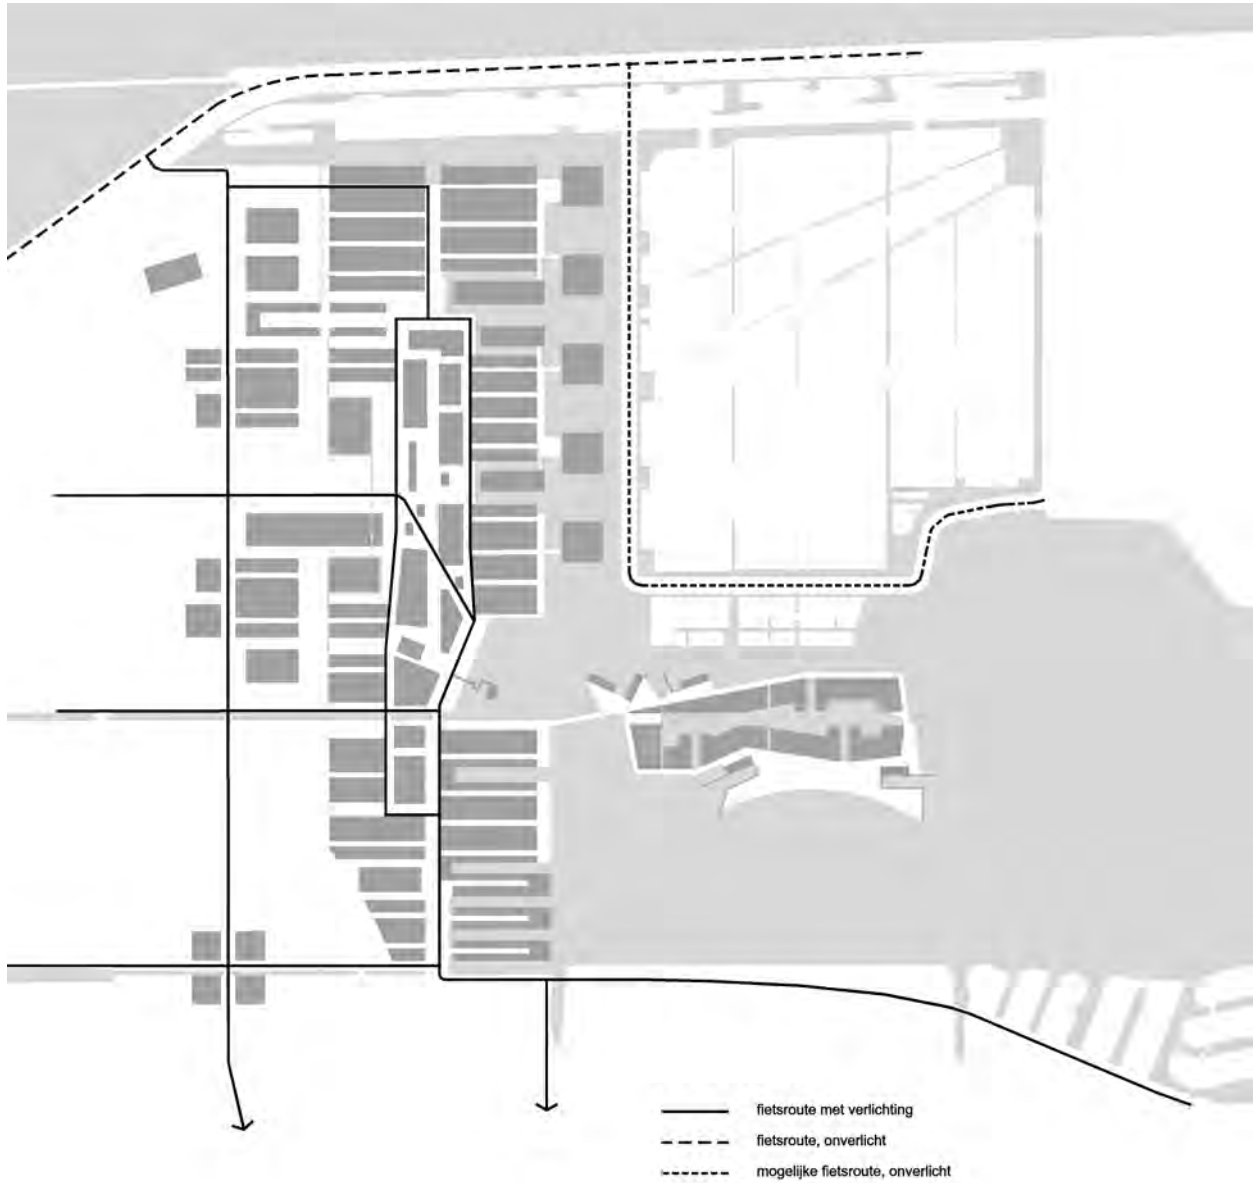 fietsroute met verlichting
fietsroute, onverlicht
mogelijke fietsroute, onverlicht